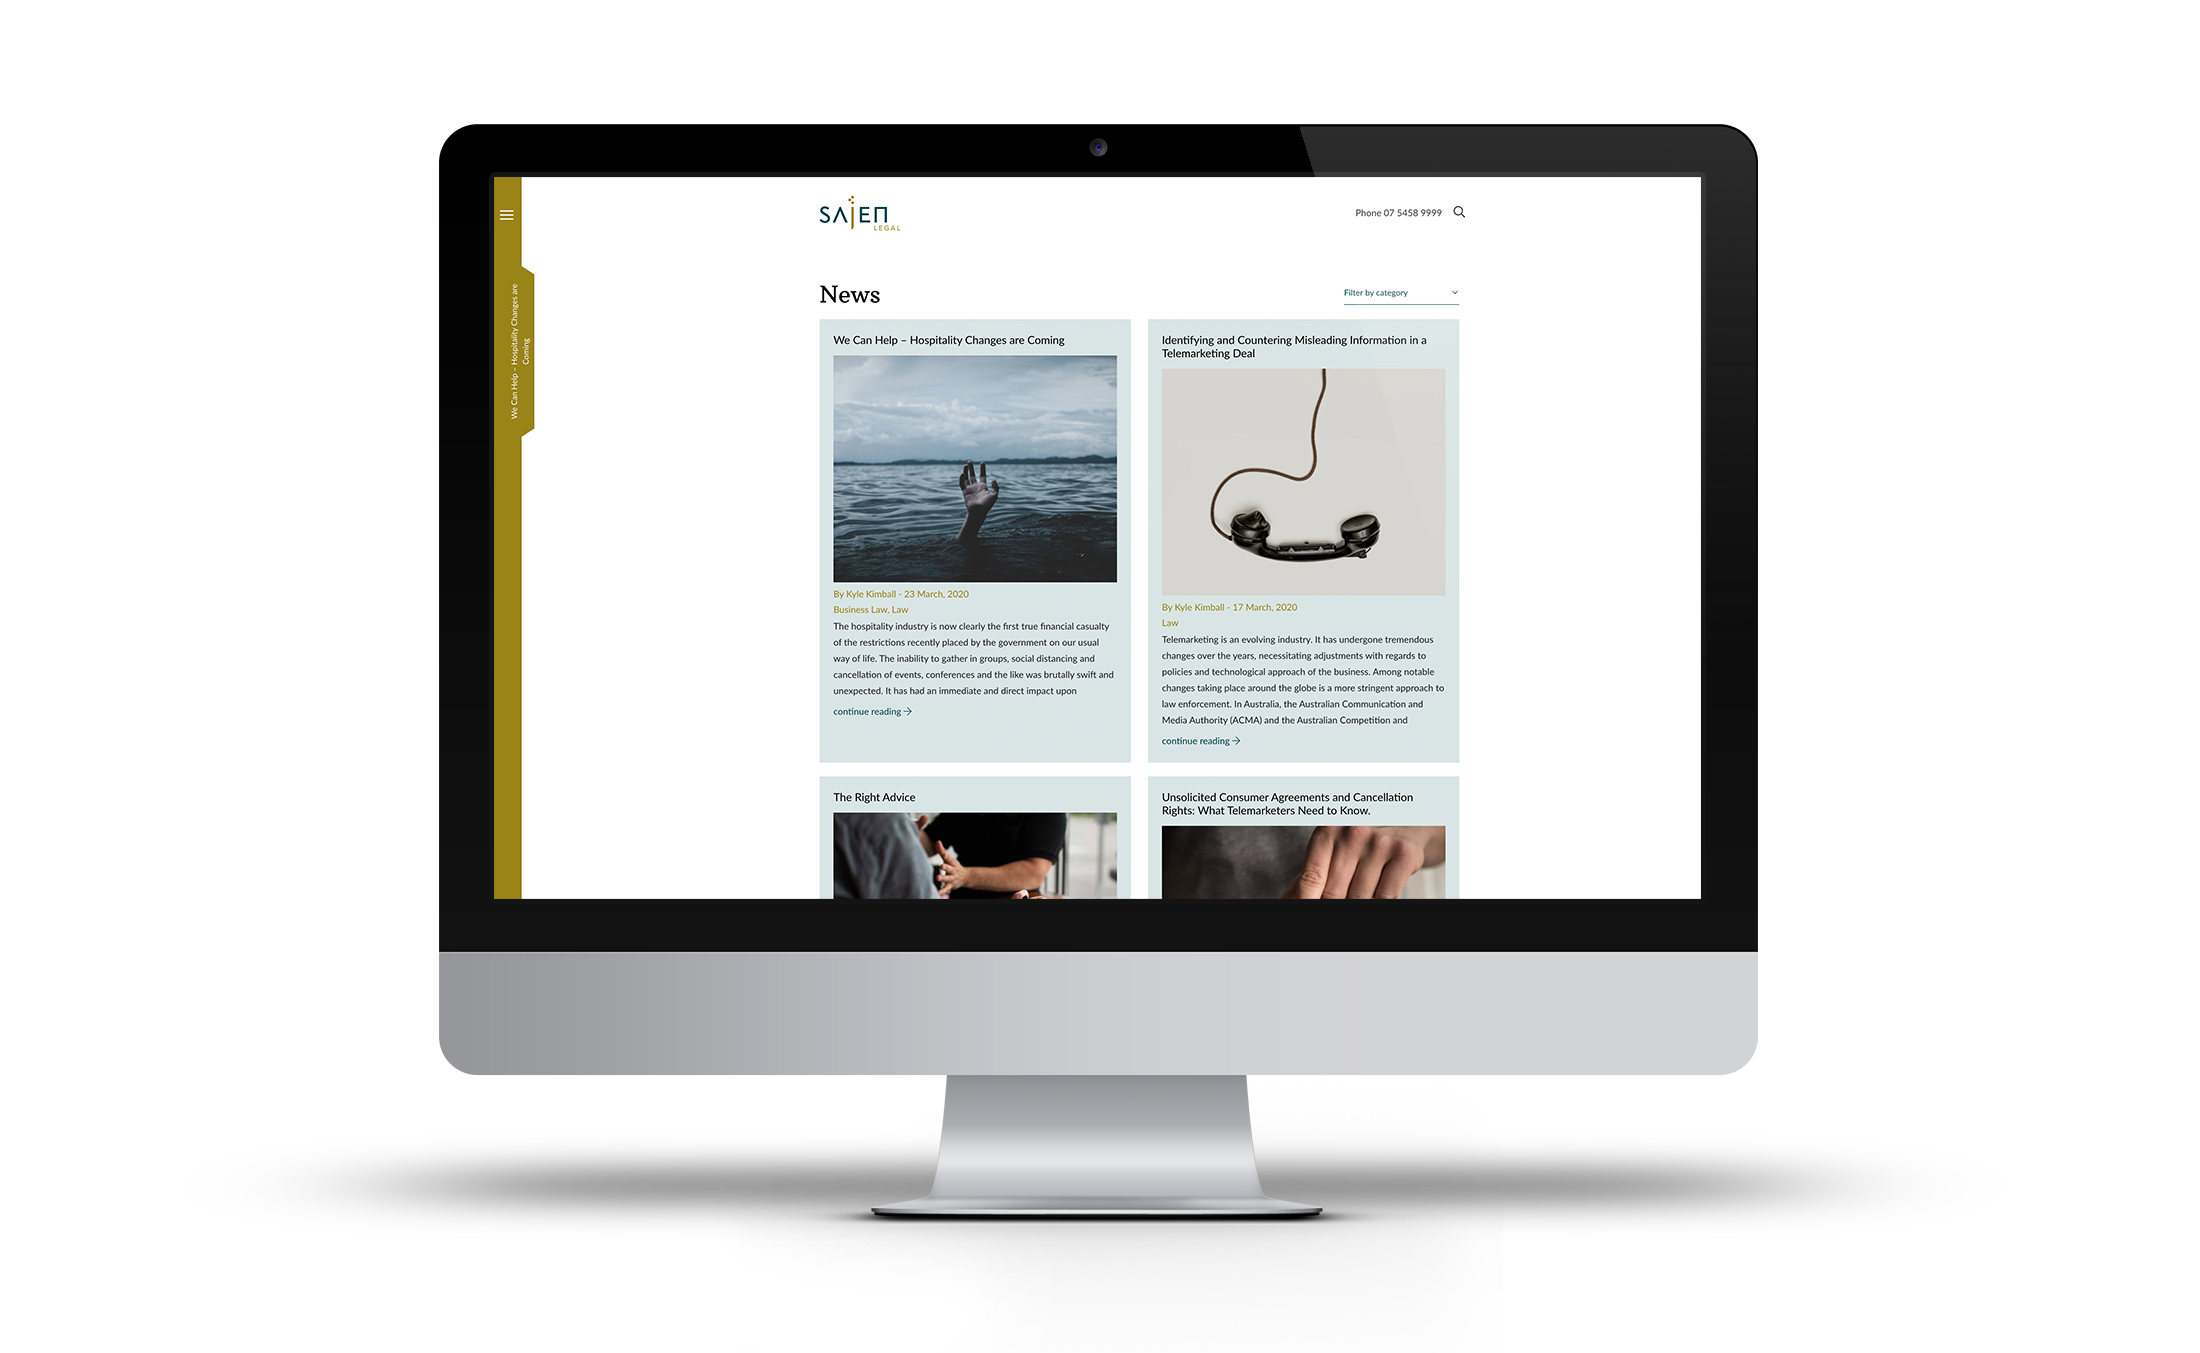 We Can Help – Hospitality Changes are
Coming
SAJEN
LEGAL
Phone 07 5458 9999
News
Filter by category
We Can Help – Hospitality Changes are Coming
By Kyle Kimball - 23 March, 2020
Business Law, Law
The hospitality industry is now clearly the first true financial casualty
of the restrictions recently placed by the government on our usual
way of life. The inability to gather in groups, social distancing and
cancellation of events, conferences and the like was brutally swift and
unexpected. It has had an immediate and direct impact upon
continue reading →
Identifying and Countering Misleading Information in a
Telemarketing Deal
By Kyle Kimball - 17 March, 2020
Law
Telemarketing is an evolving industry. It has undergone tremendous
changes over the years, necessitating adjustments with regards to
policies and technological approach of the business. Among notable
changes taking place around the globe is a more stringent approach to
law enforcement. In Australia, the Australian Communication and
Media Authority (ACMA) and the Australian Competition and
continue reading →
The Right Advice
Unsolicited Consumer Agreements and Cancellation
Rights: What Telemarketers Need to Know.